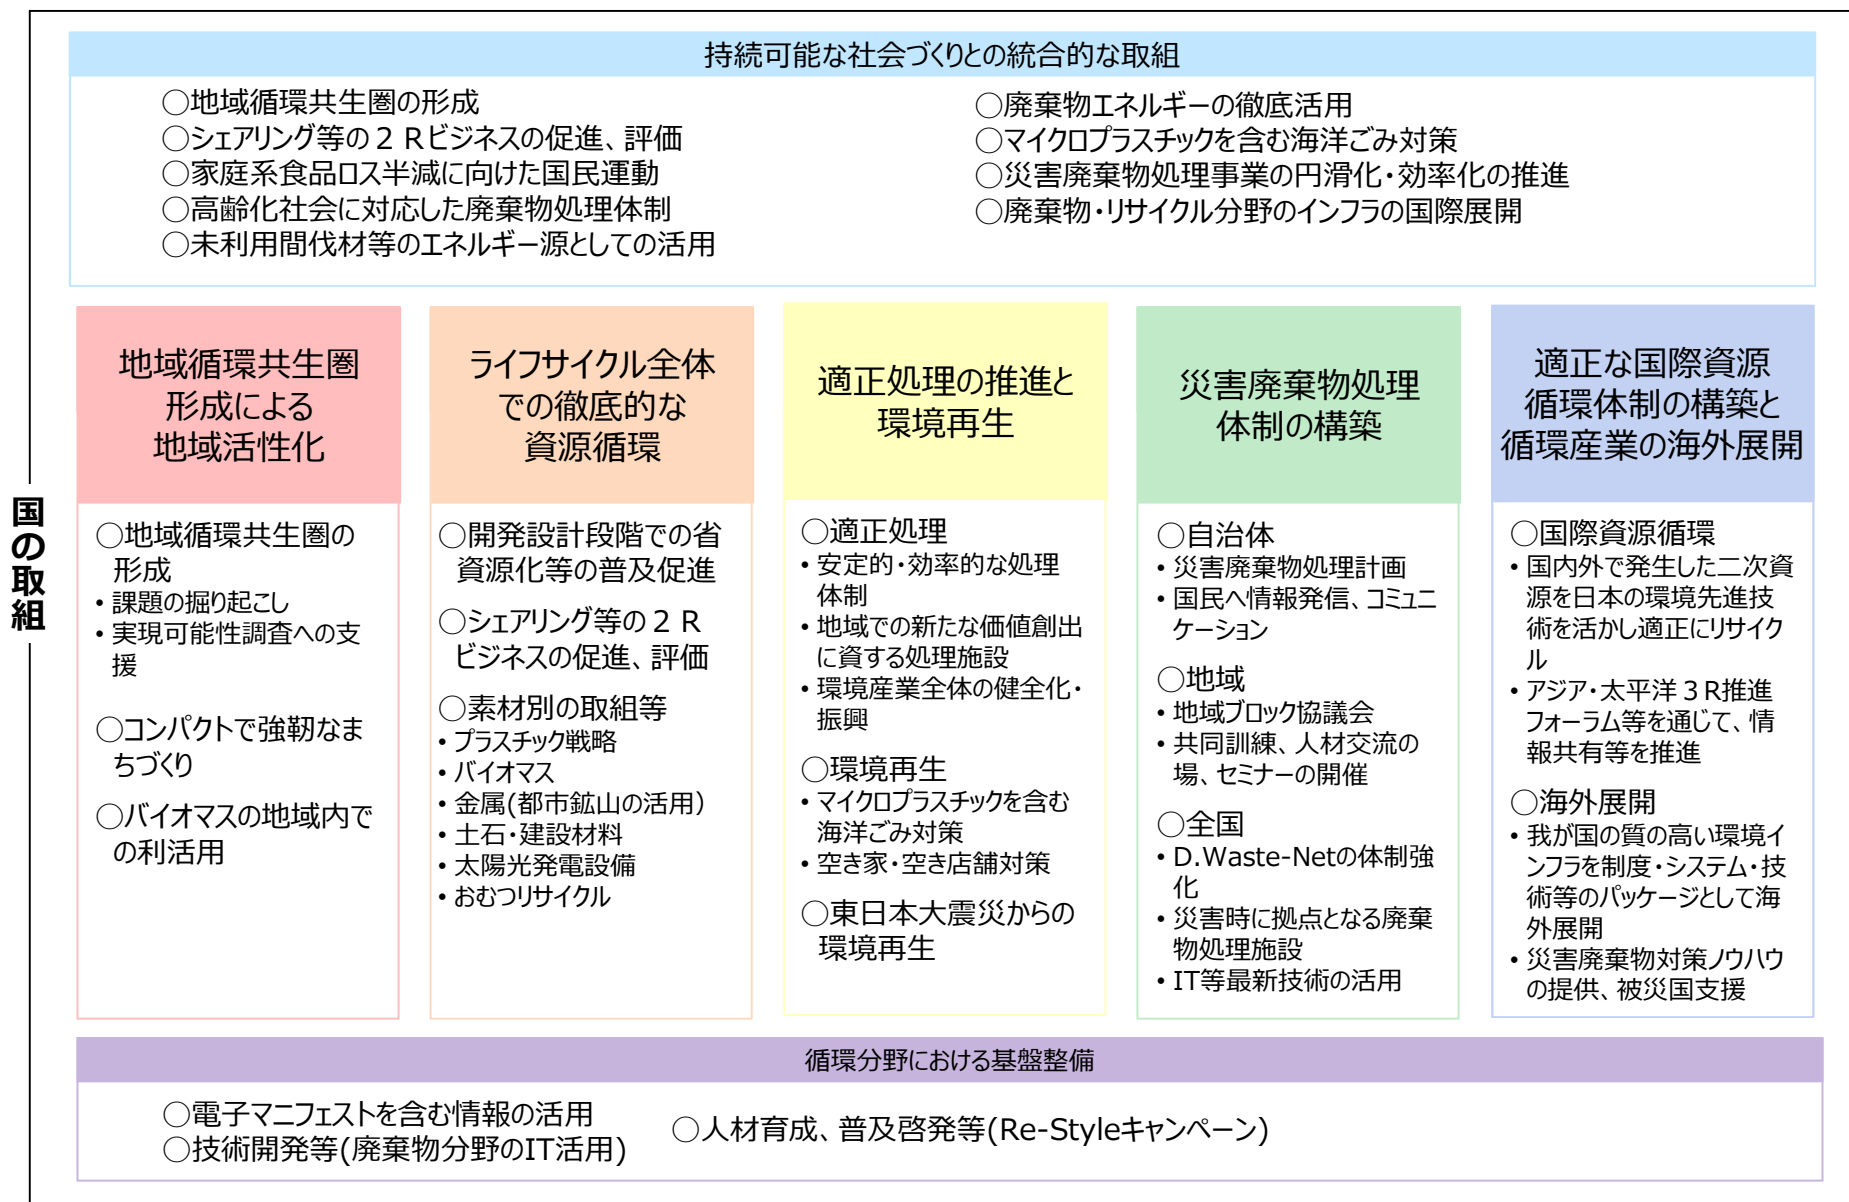 持続可能な社会づくりとの統合的な取組
○地域循環共生圏の形成
○シェアリング等の２Ｒビジネスの促進、評価
○家庭系食品ロス半減に向けた国民運動
○高齢化社会に対応した廃棄物処理体制
○未利用間伐材等のエネルギー源としての活用
○廃棄物エネルギーの徹底活用
○マイクロプラスチックを含む海洋ごみ対策
○災害廃棄物処理事業の円滑化・効率化の推進
○廃棄物・リサイクル分野のインフラの国際展開
国の取組
地域循環共生圏
形成による
地域活性化
○地域循環共生圏の
形成
• 課題の掘り起こし
• 実現可能性調査への支
援
○コンパクトで強靭なま
ちづくり
○バイオマスの地域内で
の利活用
ライフサイクル全体
での徹底的な
資源循環
○開発設計段階での省
資源化等の普及促進
○シェアリング等の２Ｒ
ビジネスの促進、評価
○素材別の取組等
• プラスチック戦略
• バイオマス
• 金属(都市鉱山の活用）
• 土石・建設材料
• 太陽光発電設備
• おむつリサイクル
適正処理の推進と
環境再生
○適正処理
• 安定的・効率的な処理
体制
• 地域での新たな価値創出
に資する処理施設
• 環境産業全体の健全化・
振興
○環境再生
• マイクロプラスチックを含む
海洋ごみ対策
• 空き家・空き店舗対策
○東日本大震災からの
環境再生
災害廃棄物処理
体制の構築
○自治体
• 災害廃棄物処理計画
• 国民へ情報発信、コミュニ
ケーション
○地域
• 地域ブロック協議会
• 共同訓練、人材交流の
場、セミナーの開催
○全国
• D.Waste-Netの体制強
化
• 災害時に拠点となる廃棄
物処理施設
• IT等最新技術の活用
適正な国際資源
循環体制の構築と
循環産業の海外展開
○国際資源循環
• 国内外で発生した二次資
源を日本の環境先進技
術を活かし適正にリサイク
ル
• アジア・太平洋３Ｒ推進
フォーラム等を通じて、情
報共有等を推進
○海外展開
• 我が国の質の高い環境イ
ンフラを制度・システム・技
術等のパッケージとして海
外展開
• 災害廃棄物対策ノウハウ
の提供、被災国支援
循環分野における基盤整備
○電子マニフェストを含む情報の活用
○技術開発等(廃棄物分野のIT活用)
○人材育成、普及啓発等(Re-Styleキャンペーン)